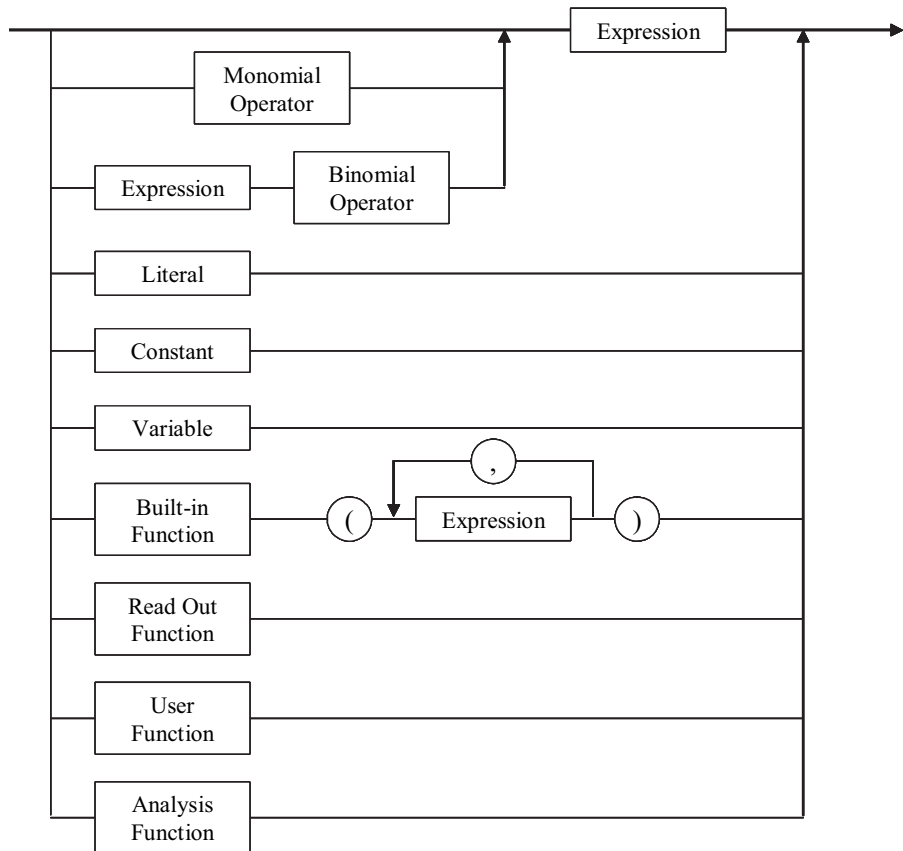 Expression
Monomial
Operator
Expression
Binomial
Operator
Literal
Constant
Variable
,
Built-in
Function
(
Expression
)
Read Out
Function
User
Function
Analysis
Function